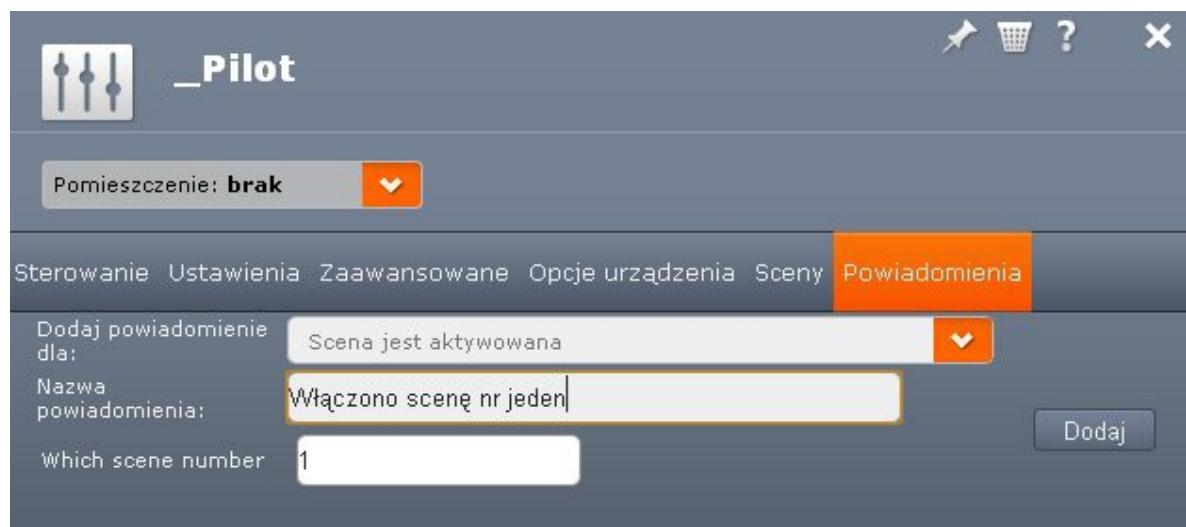 _Pilot
?
Pomieszczenie: brak
Sterowanie Ustawienia Zaawansowane Opcje urządzenia Sceny Powiadomienia
Dodaj powiadomienie
dla:
Scena jest aktywowana
Nazwa
powiadomienia:
Włączono scenę nr jeden
Dodaj
Which scene number
1